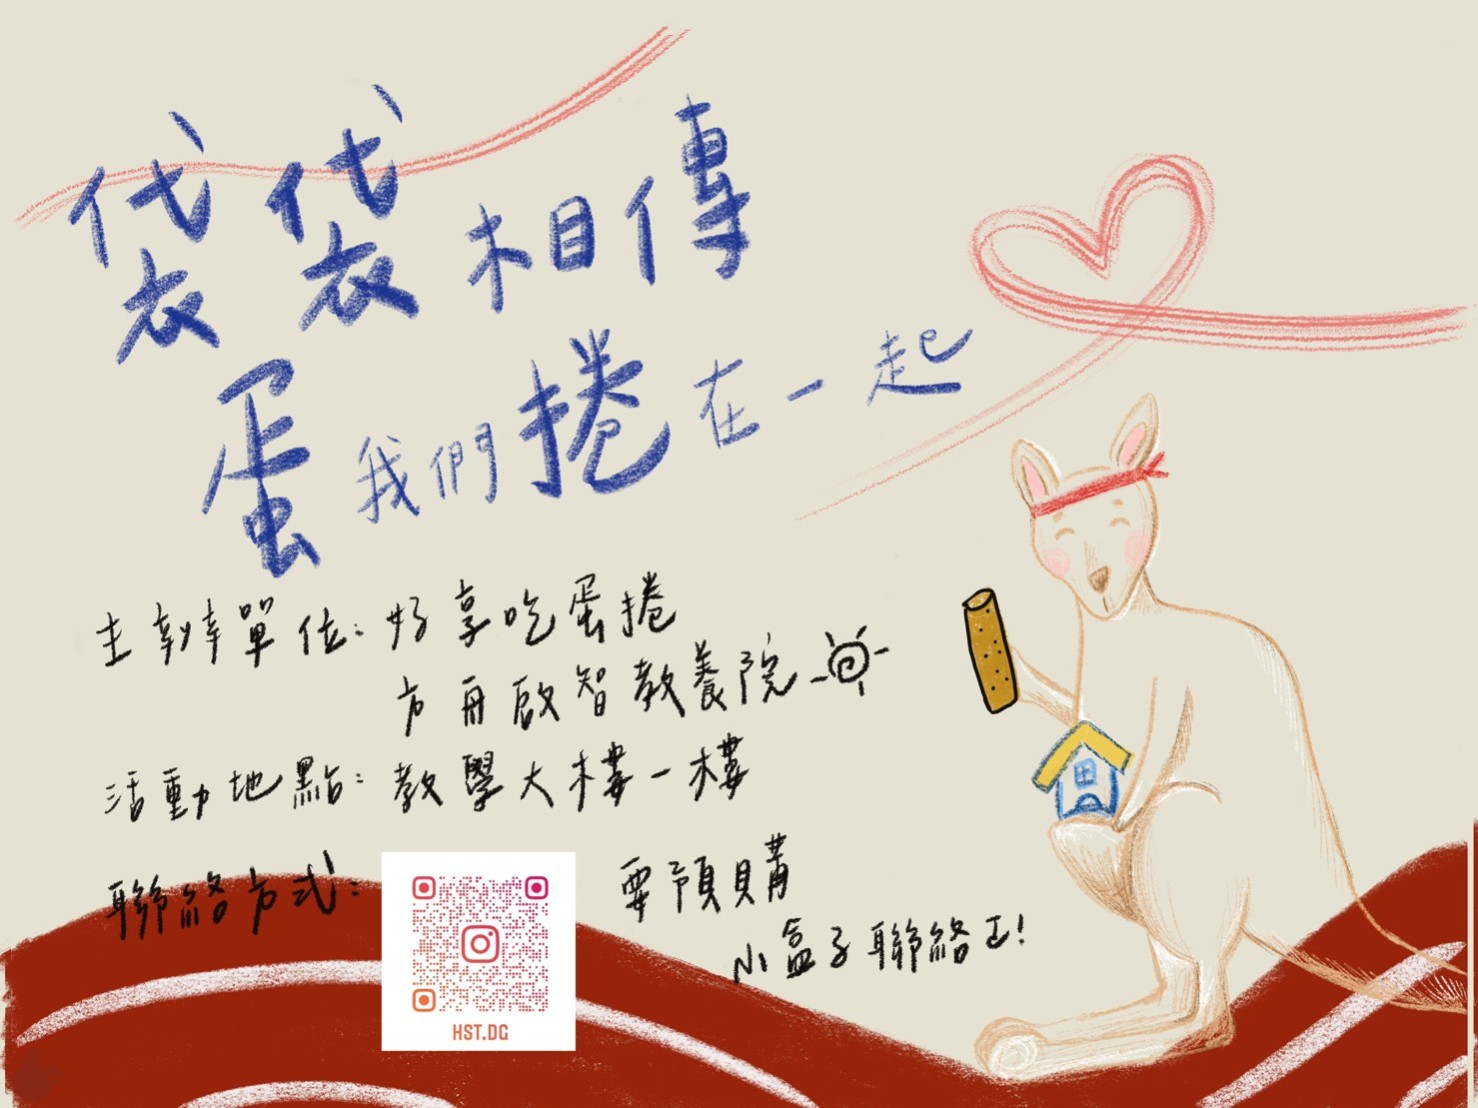 袋袋相傳
蛋我們捲在一起
主辦單位:好享吃蛋捲
方舟啟智教養院
活動地點:教學大樓一樓
聯絡方式:
要預購
小盒子聯絡工!
HST.DG